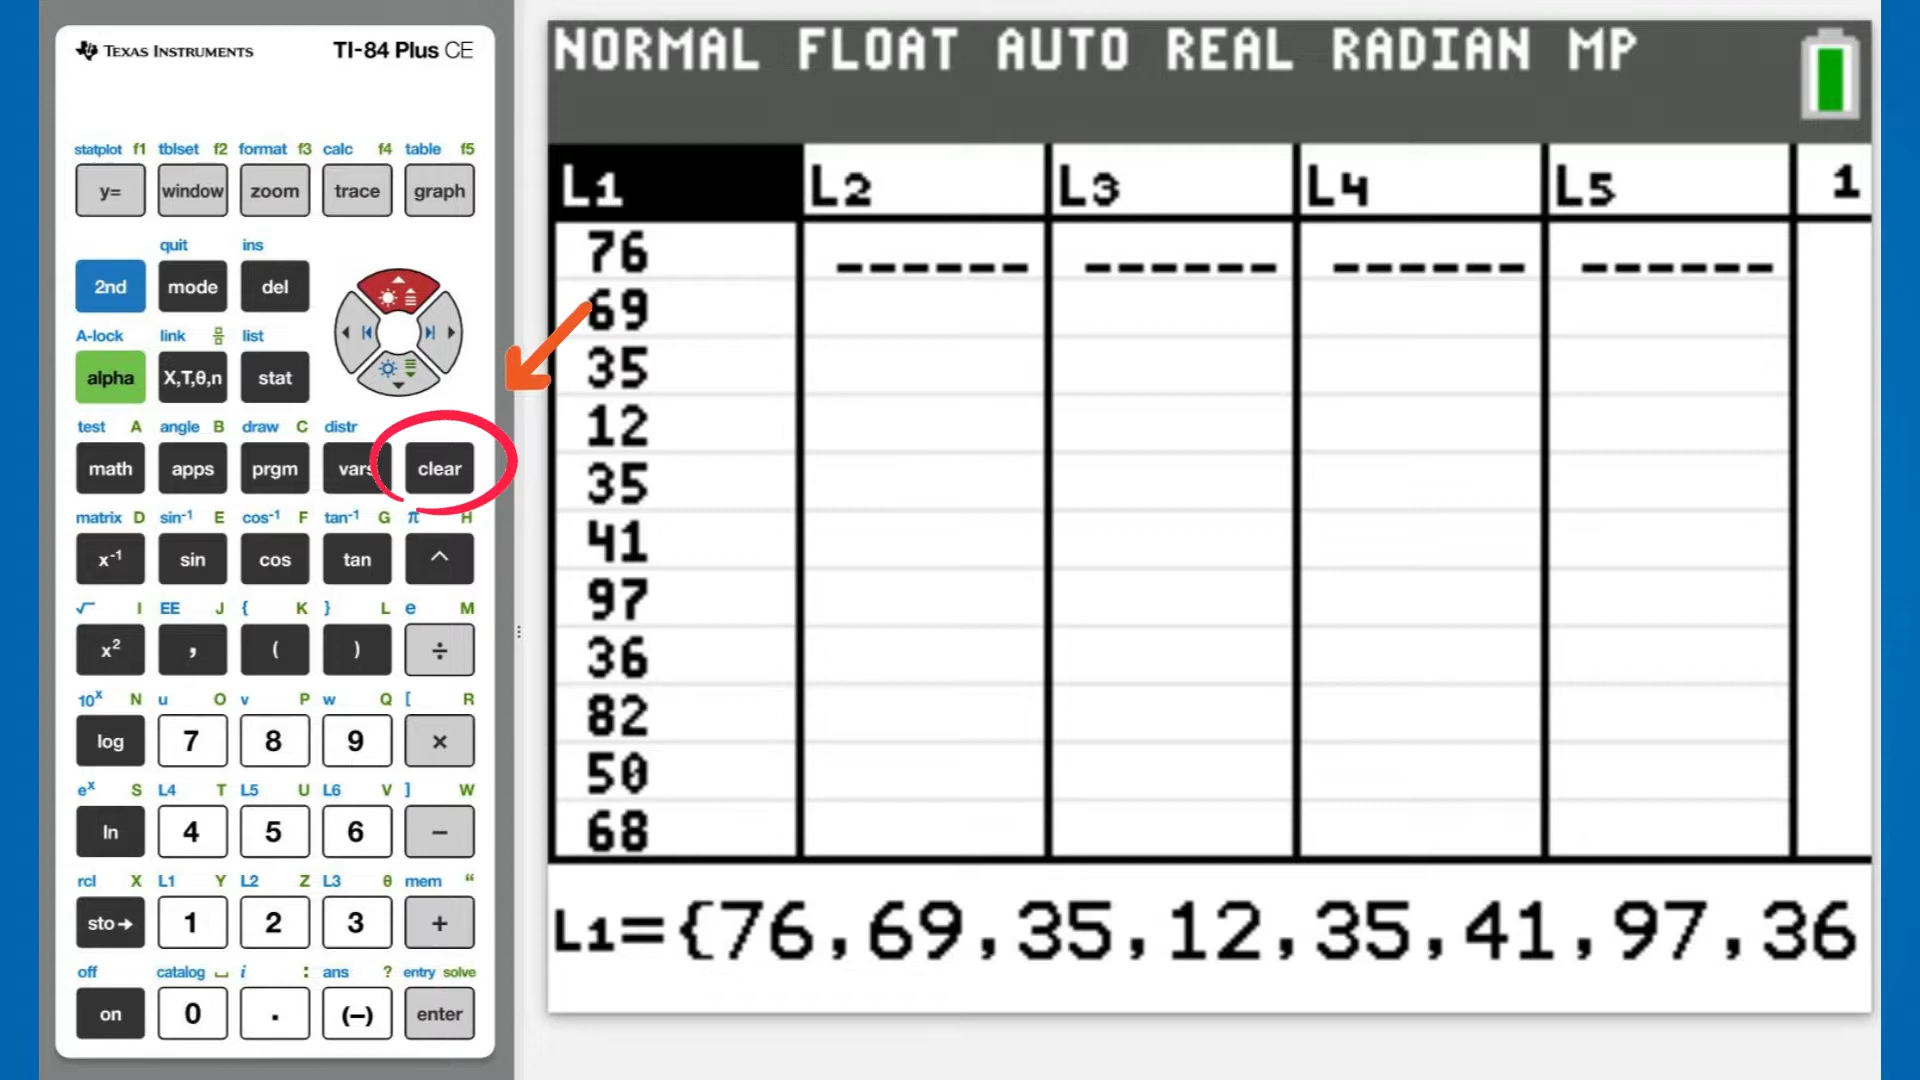 TEXAS INSTRUMENTS TI-84 Plus CE
statplot f1 tblset f2 format f3 calc f4 table f5
y= window zoom trace graph
quit ins
2nd mode del
A-lock link list
alpha X,T,θ,n stat
test A angle B draw C distr
math apps prgm vars clear
matrix D sin⁻¹ E cos⁻¹ F tan⁻¹ G π H
x⁻¹ sin cos tan ^
√ I EE J { K } L e M
x² , ( ) ÷
10ˣ N u O v P w Q [ R
log 7 8 9 ×
eˣ S L4 T L5 U L6 V ] W
ln 4 5 6 −
rcl X L1 Y L2 Z L3 θ mem “
sto→ 1 2 3 +
off catalog ⎵ i : ans ? entry solve
on 0 . (–) enter
NORMAL FLOAT AUTO REAL RADIAN MP
L1 L2 L3 L4 L5 1
76 ------ ------ ------ ------
69
35
12
35
41
97
36
82
50
68
L1={76,69,35,12,35,41,97,36